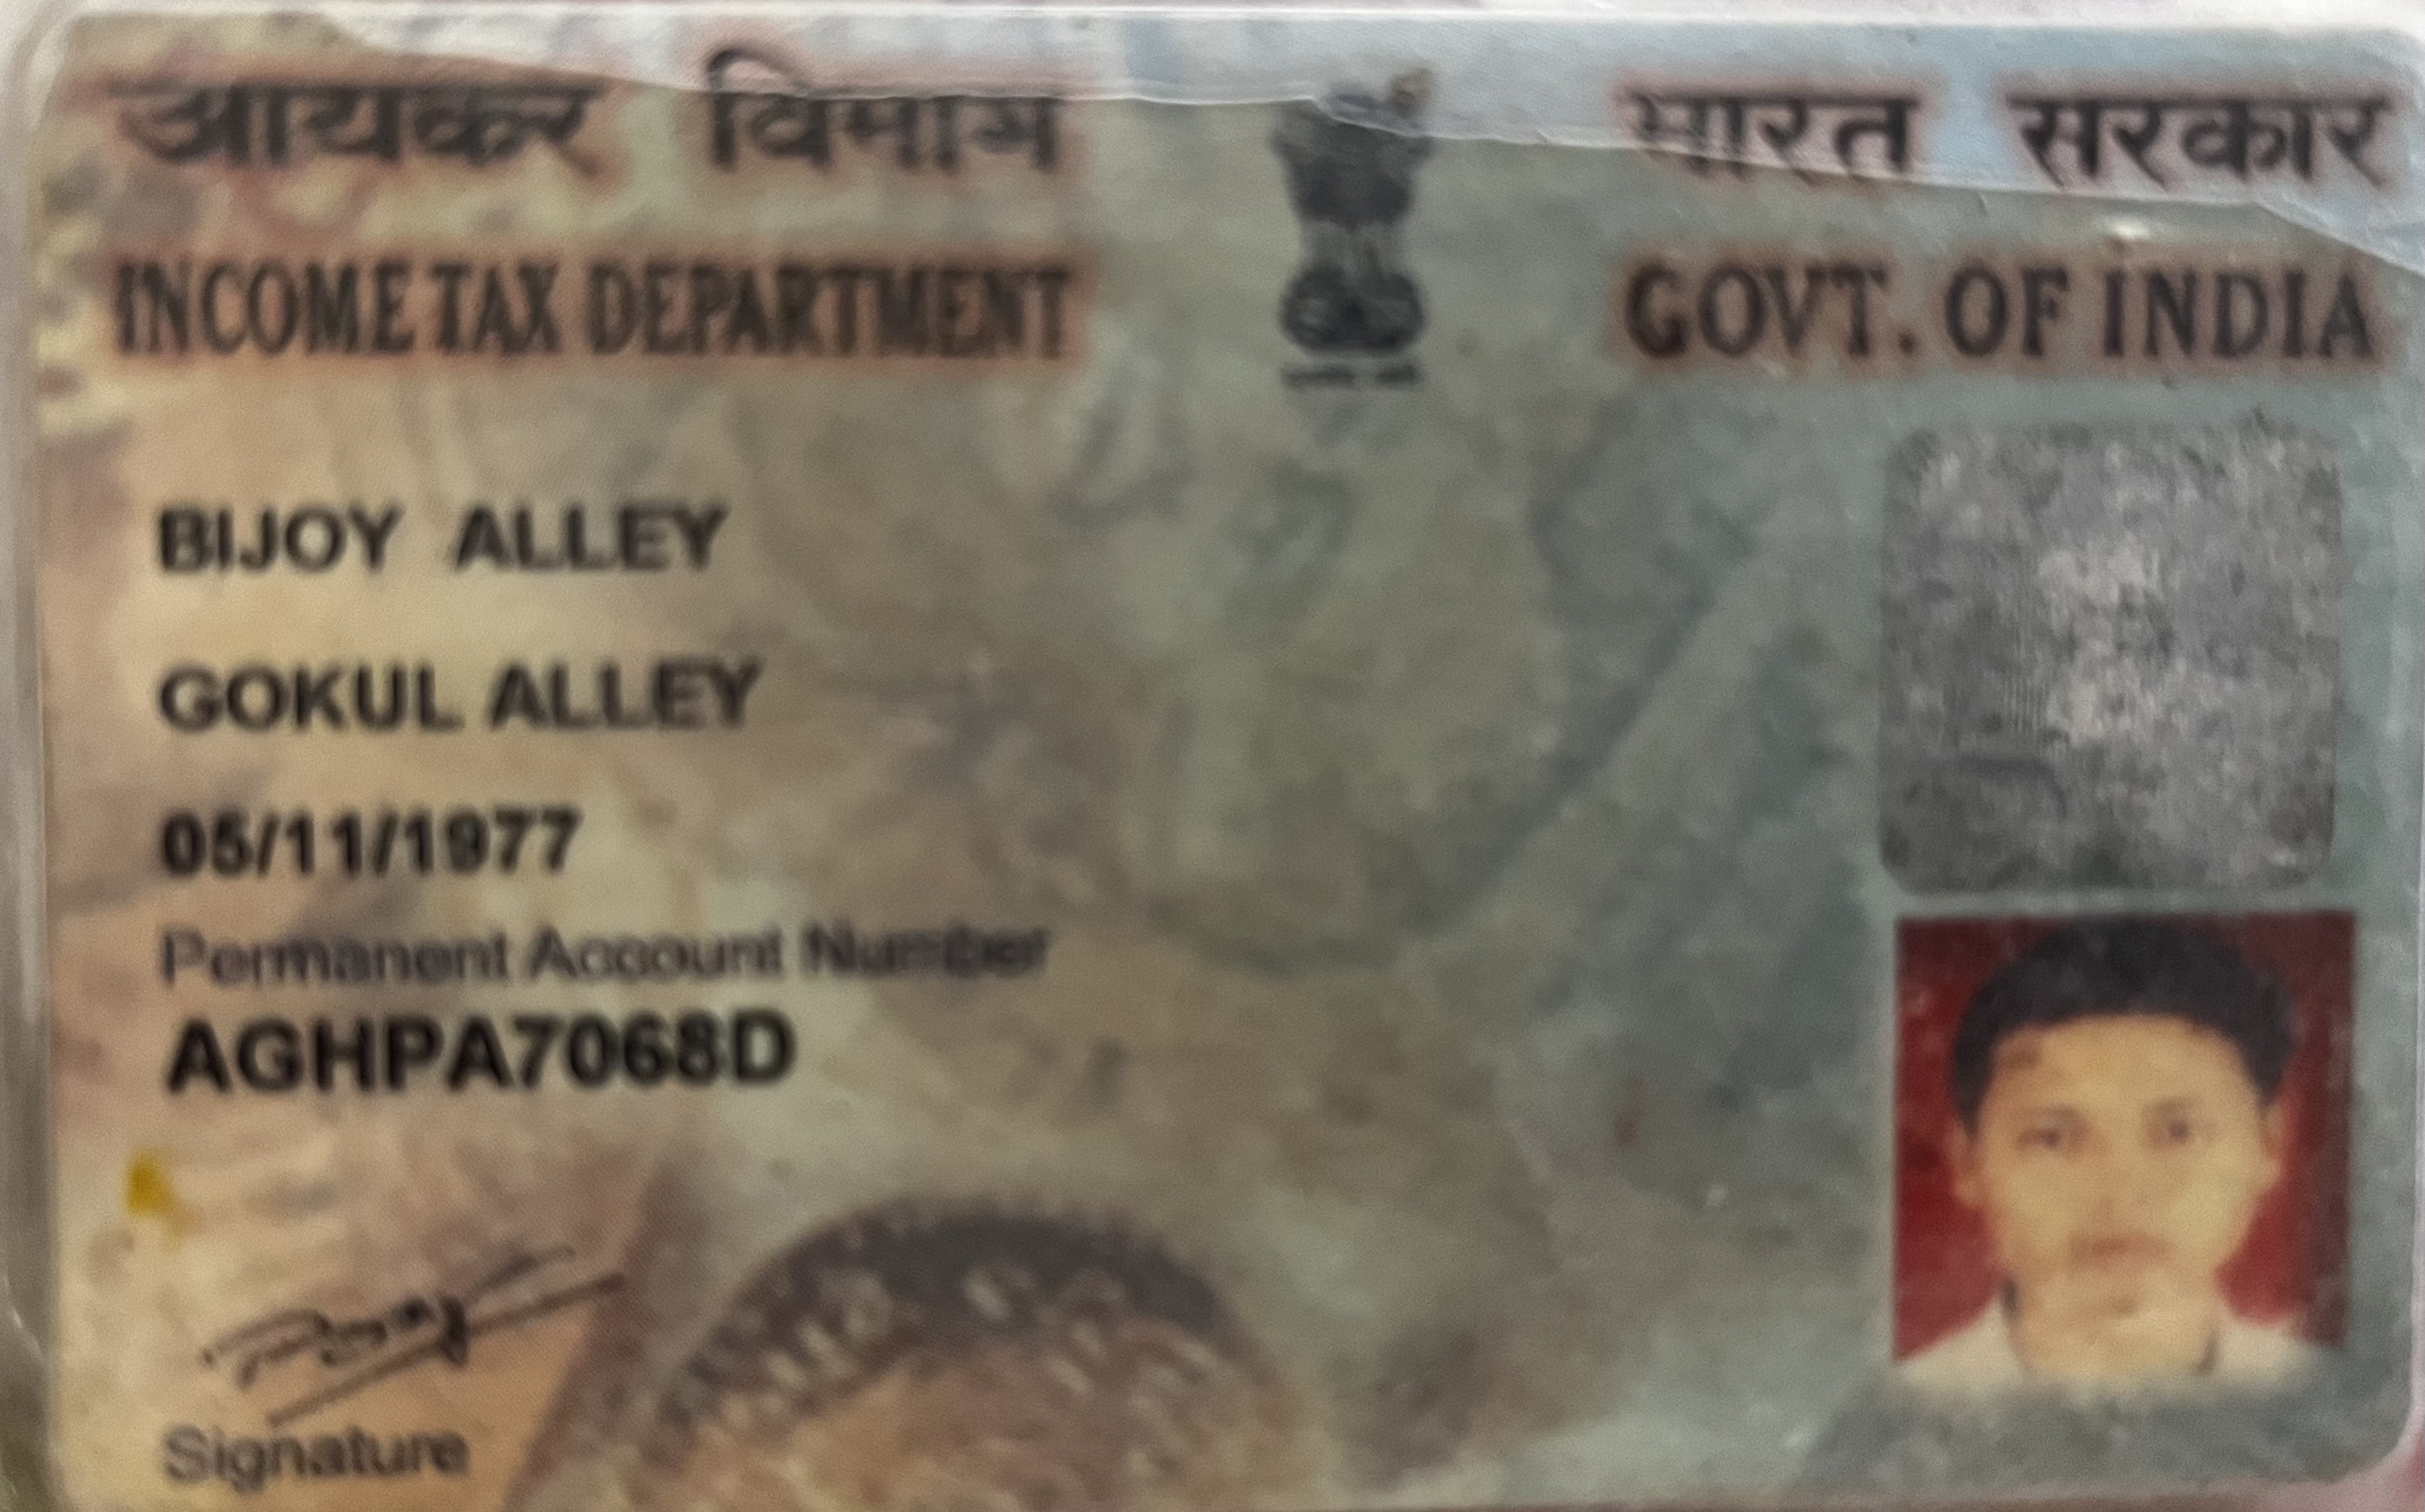 आयकर विभाग
भारत सरकार
INCOME TAX DEPARTMENT
GOVT. OF INDIA
BIJOY ALLEY
GOKUL ALLEY
05/11/1977
Permanent Account Number
AGHPA7068D
Signature